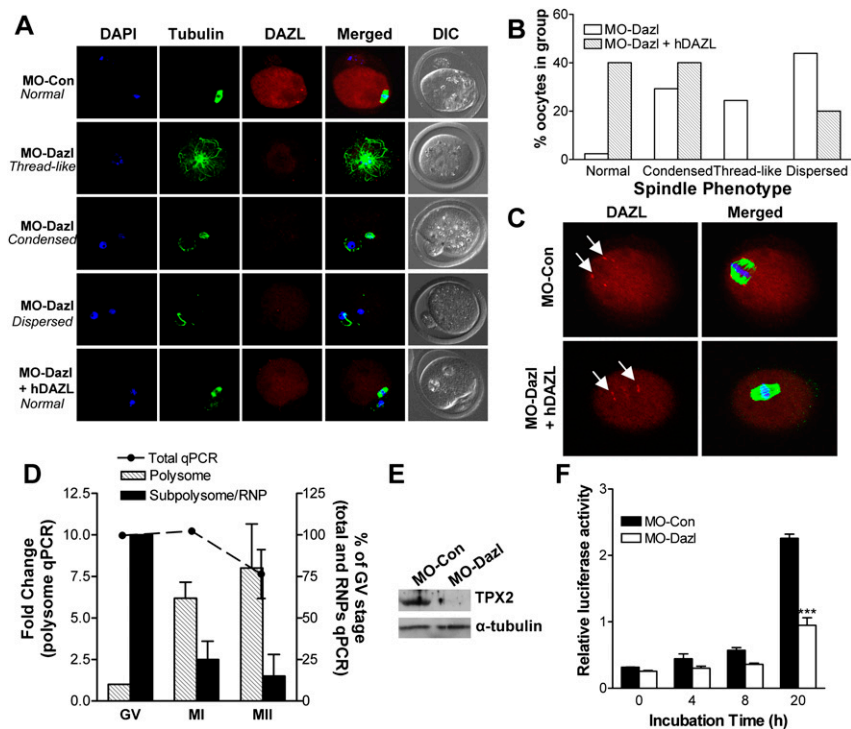 A
DAPI Tubulin DAZL Merged DIC
MO-Con
Normal
MO-Dazl
Thread-like
MO-Dazl
Condensed
MO-Dazl
Dispersed
MO-Dazl
+ hDAZL
Normal
B
MO-Dazl
MO-Dazl + hDAZL
% oocytes in group
60
40
20
0
Normal Condensed Thread-like Dispersed
Spindle Phenotype
C
DAZL Merged
MO-Con
MO-Dazl
+ hDAZL
D
Total qPCR
Polysome
Subpolysome/RNP
Fold Change
(polysome qPCR)
10.0
7.5
5.0
2.5
0.0
125
100
75
50
25
0
% of GV stage
(total and RNPs qPCR)
GV MI MII
E
MO-Con MO-Dazl
TPX2
α-tubulin
F
MO-Con
MO-Dazl
Relative luciferase activity
3
2
1
0
***
0 4 8 20
Incubation Time (h)